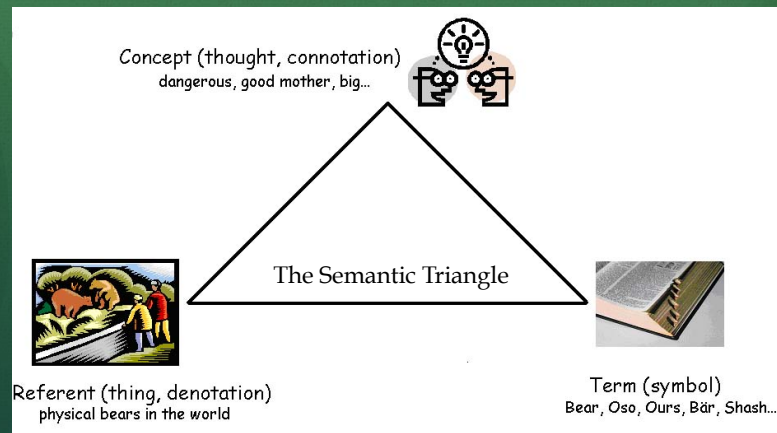 Concept (thought, connotation)
dangerous, good mother, big...
The Semantic Triangle
Referent (thing, denotation)
physical bears in the world
Term (symbol)
Bear, Oso, Ours, Bär, Shash...